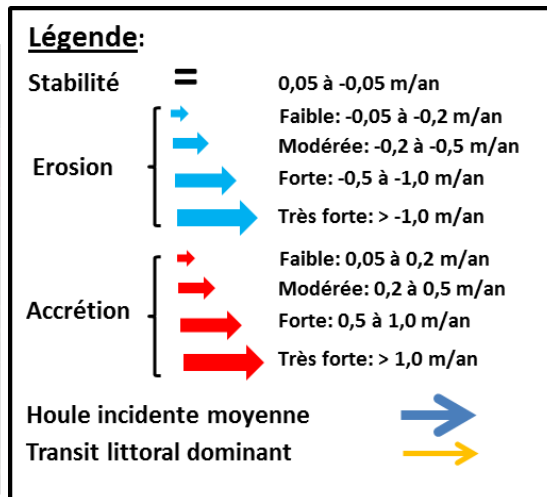 Légende:
Stabilité = 0,05 à -0,05 m/an
Faible: -0,05 à -0,2 m/an
Modérée: -0,2 à -0,5 m/an
Erosion
Forte: -0,5 à -1,0 m/an
Très forte: > -1,0 m/an
Faible: 0,05 à 0,2 m/an
Modérée: 0,2 à 0,5 m/an
Accrétion
Forte: 0,5 à 1,0 m/an
Très forte: > 1,0 m/an
Houle incidente moyenne
Transit littoral dominant